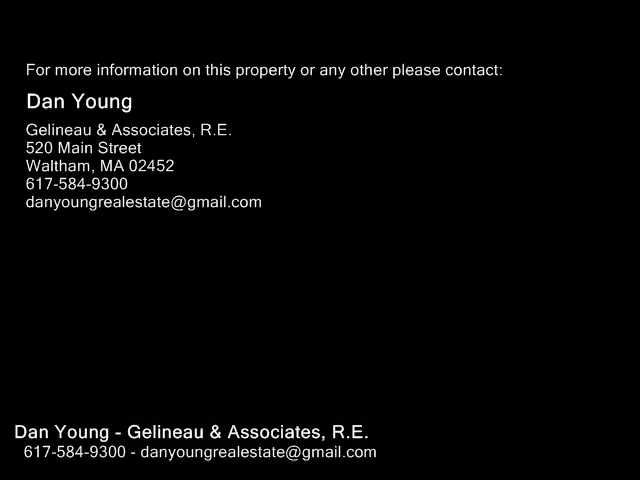 For more information on this property or any other please contact:
Dan Young
Gelineau & Associates, R.E.
520 Main Street
Waltham, MA 02452
617-584-9300
danyoungrealestate@gmail.com
Dan Young - Gelineau & Associates, R.E.
617-584-9300 - danyoungrealestate@gmail.com